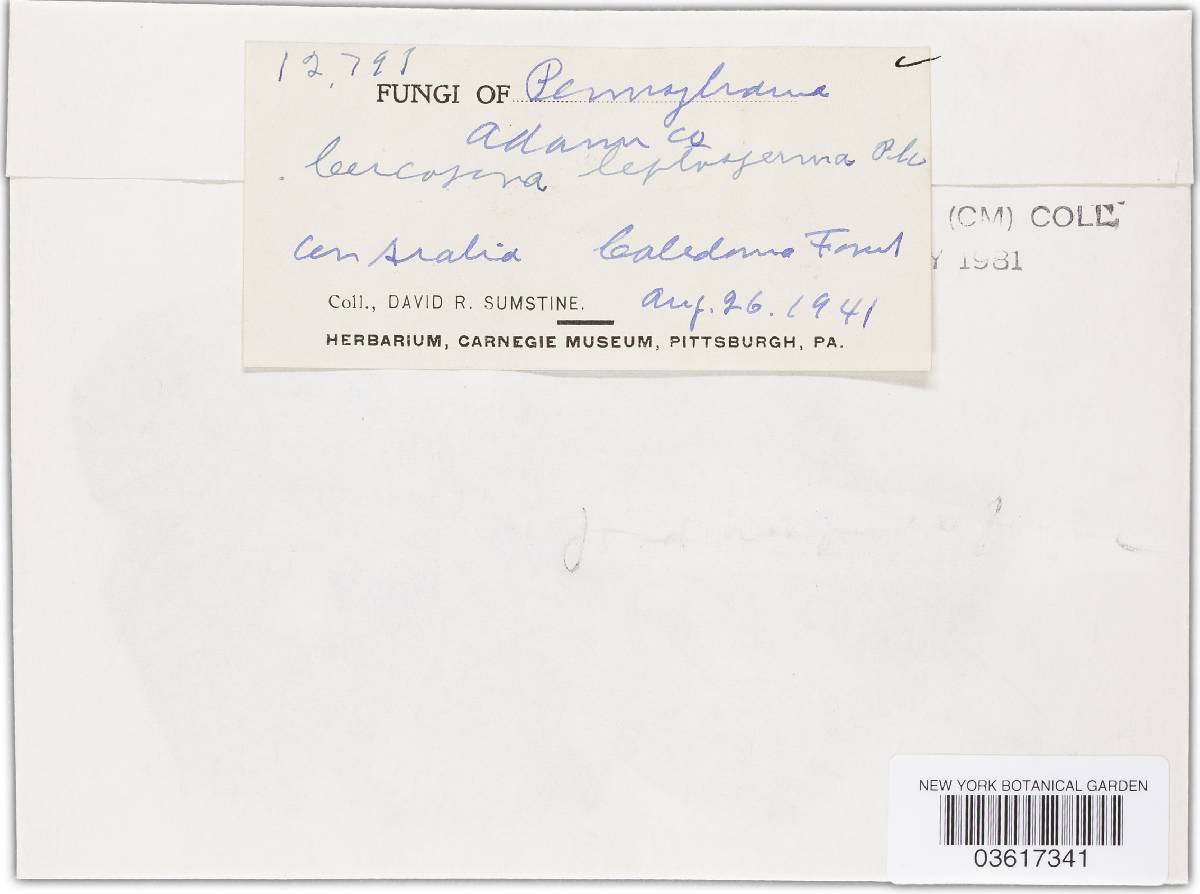 12,791
FUNGI OF Pennsylvania
Adams Co
Cercospora leptosperma Pk
(CM) COLL
on Aralia Caledonia Forest
Y 1981
Coll., DAVID R. SUMSTINE. Aug. 26. 1941
HERBARIUM, CARNEGIE MUSEUM, PITTSBURGH, PA.
NEW YORK BOTANICAL GARDEN
03617341